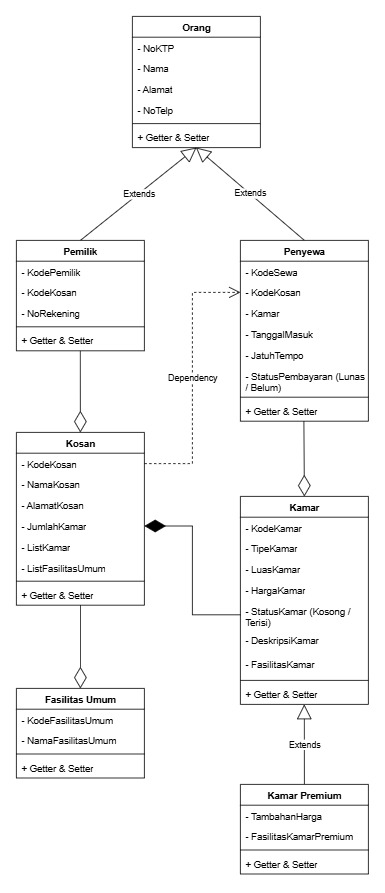 Orang
- NoKTP
- Nama
- Alamat
- NoTelp
+ Getter & Setter
Extends
Extends
Pemilik
- KodePemilik
- KodeKosan
- NoRekening
+ Getter & Setter
Penyewa
- KodeSewa
- KodeKosan
- Kamar
- TanggalMasuk
- JatuhTempo
- StatusPembayaran (Lunas
/ Belum)
+ Getter & Setter
Dependency
Kosan
- KodeKosan
- NamaKosan
- AlamatKosan
- JumlahKamar
- ListKamar
- ListFasilitasUmum
+ Getter & Setter
Kamar
- KodeKamar
- TipeKamar
- LuasKamar
- HargaKamar
- StatusKamar (Kosong /
Terisi)
- DeskripsiKamar
- FasilitasKamar
+ Getter & Setter
Fasilitas Umum
- KodeFasilitasUmum
- NamaFasilitasUmum
+ Getter & Setter
Extends
Kamar Premium
- TambahanHarga
- FasilitasKamarPremium
+ Getter & Setter